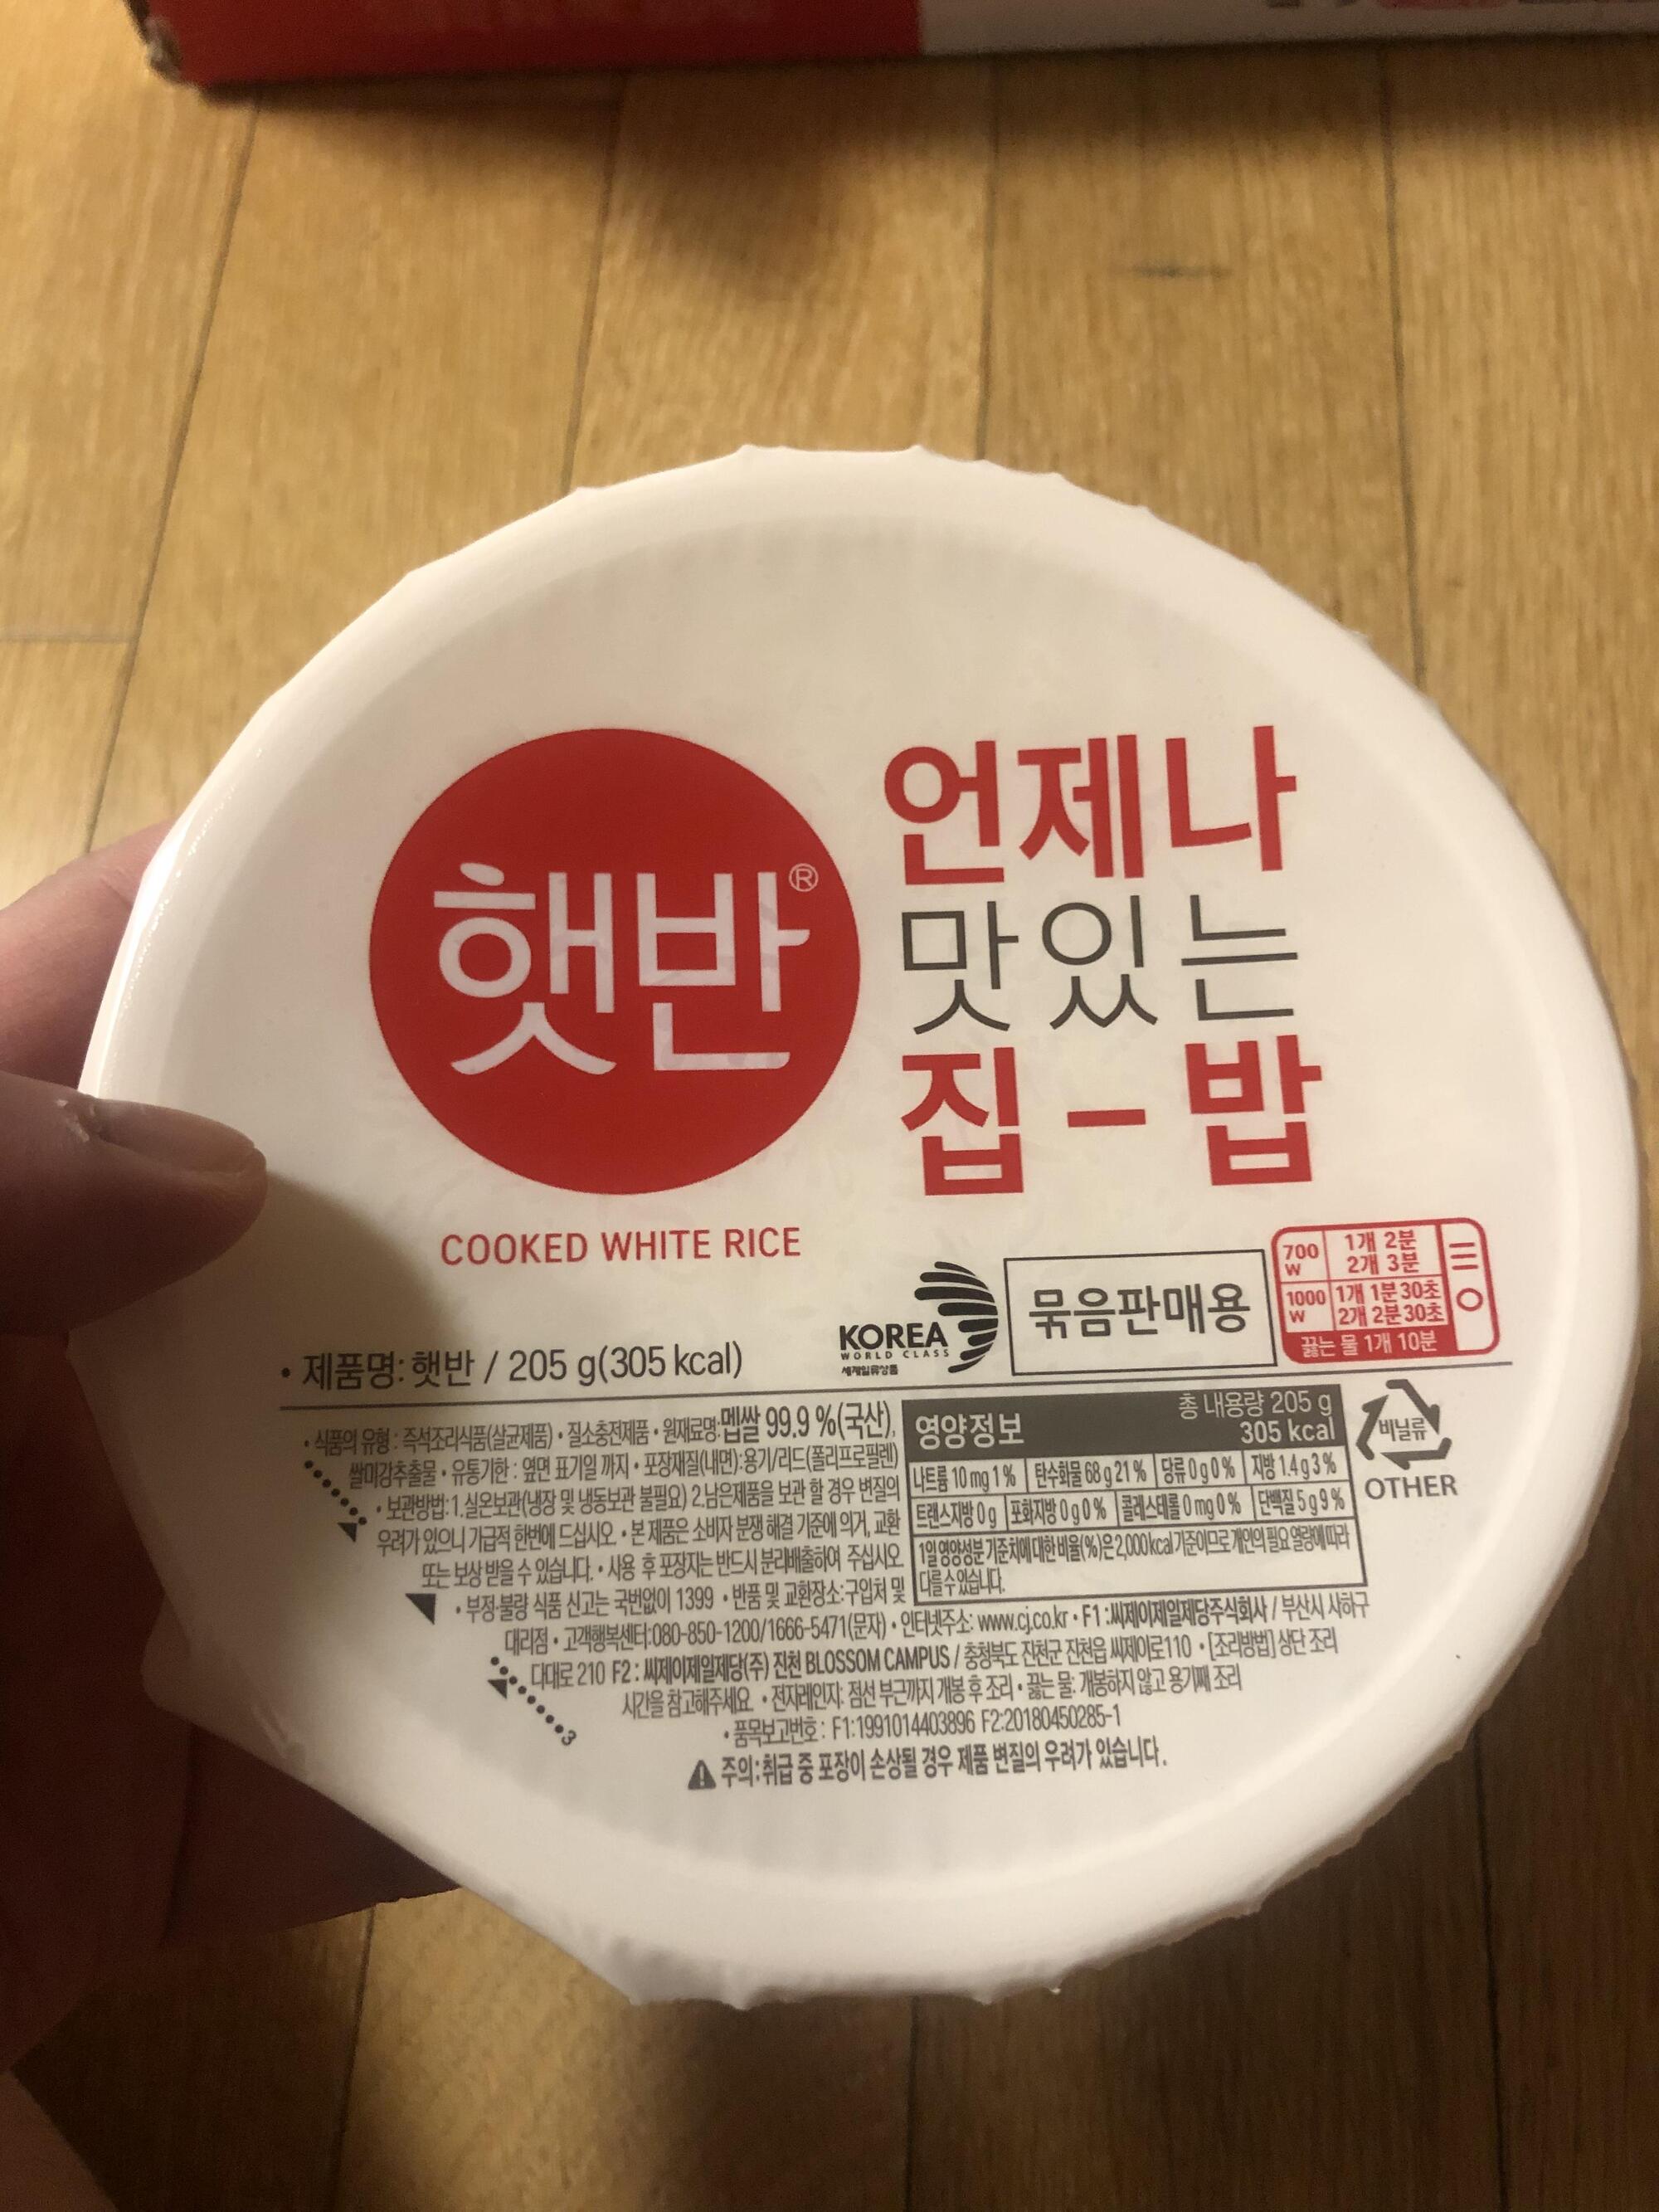 햇반®
언제나
맛있는
집-밥
COOKED WHITE RICE
KOREA
WORLD CLASS
세계일류상품
묶음판매용
700 W 1개 2분
2개 3분
1000 W 1개 1분30초
2개 2분30초
끓는 물 1개 10분
• 제품명: 햇반 / 205 g(305 kcal)
• 식품의 유형 : 즉석조리식품(살균제품) • 질소충전제품 • 원재료명:멥쌀 99.9 %(국산),
쌀미강추출물 • 유통기한 : 옆면 표기일 까지 • 포장재질(내면):용기/리드(폴리프로필렌)
• 보관방법: 1.실온보관(냉장 및 냉동보관 불필요) 2.남은제품을 보관 할 경우 변질의
우려가 있으니 가급적 한번에 드십시오 • 본 제품은 소비자 분쟁 해결 기준에 의거, 교환
또는 보상 받을 수 있습니다. • 사용 후 포장지는 반드시 분리배출하여 주십시오
• 부정·불량 식품 신고는 국번없이 1399 • 반품 및 교환장소:구입처 및
대리점 • 고객행복센터:080-850-1200/1666-5471(문자) • 인터넷주소: www.cj.co.kr • F1 :씨제이제일제당주식회사 / 부산시 사하구
다대로 210 F2 : 씨제이제일제당(주) 진천 BLOSSOM CAMPUS / 충청북도 진천군 진천읍 씨제이로110 • [조리방법] 상단 조리
시간을 참고해주세요. • 전자레인지: 점선 부근까지 개봉 후 조리 • 끓는 물: 개봉하지 않고 용기째 조리
• 품목보고번호 : F1:1991014403896 F2:20180450285-1
주의:취급 중 포장이 손상될 경우 제품 변질의 우려가 있습니다.
영양정보
총 내용량 205 g
305 kcal
나트륨 10 mg 1 % 탄수화물 68 g 21 % 당류 0 g 0 % 지방 1.4 g 3 %
트랜스지방 0 g 포화지방 0 g 0 % 콜레스테롤 0 mg 0 % 단백질 5 g 9 %
1일 영양성분 기준치에 대한 비율(%)은 2,000 kcal 기준이므로 개인의 필요 열량에 따라
다를 수 있습니다.
비닐류
OTHER
3